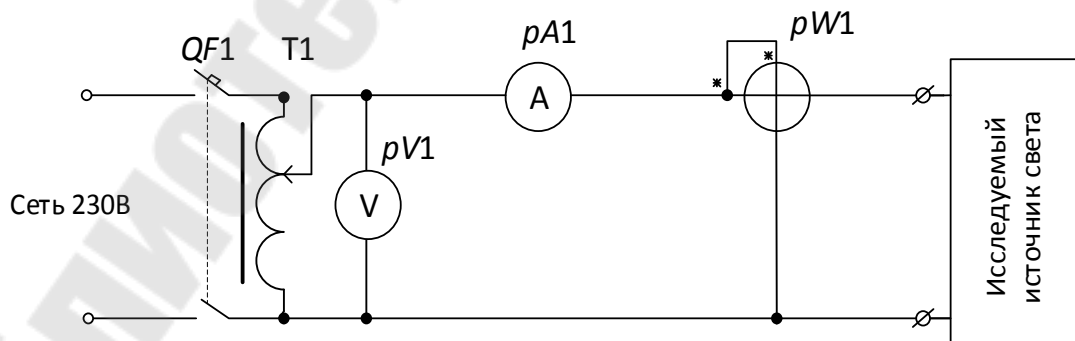 QF1
T1
pA1
pW1
*
*
A
pV1
V
Сеть 230В
Исследуемый
источник света